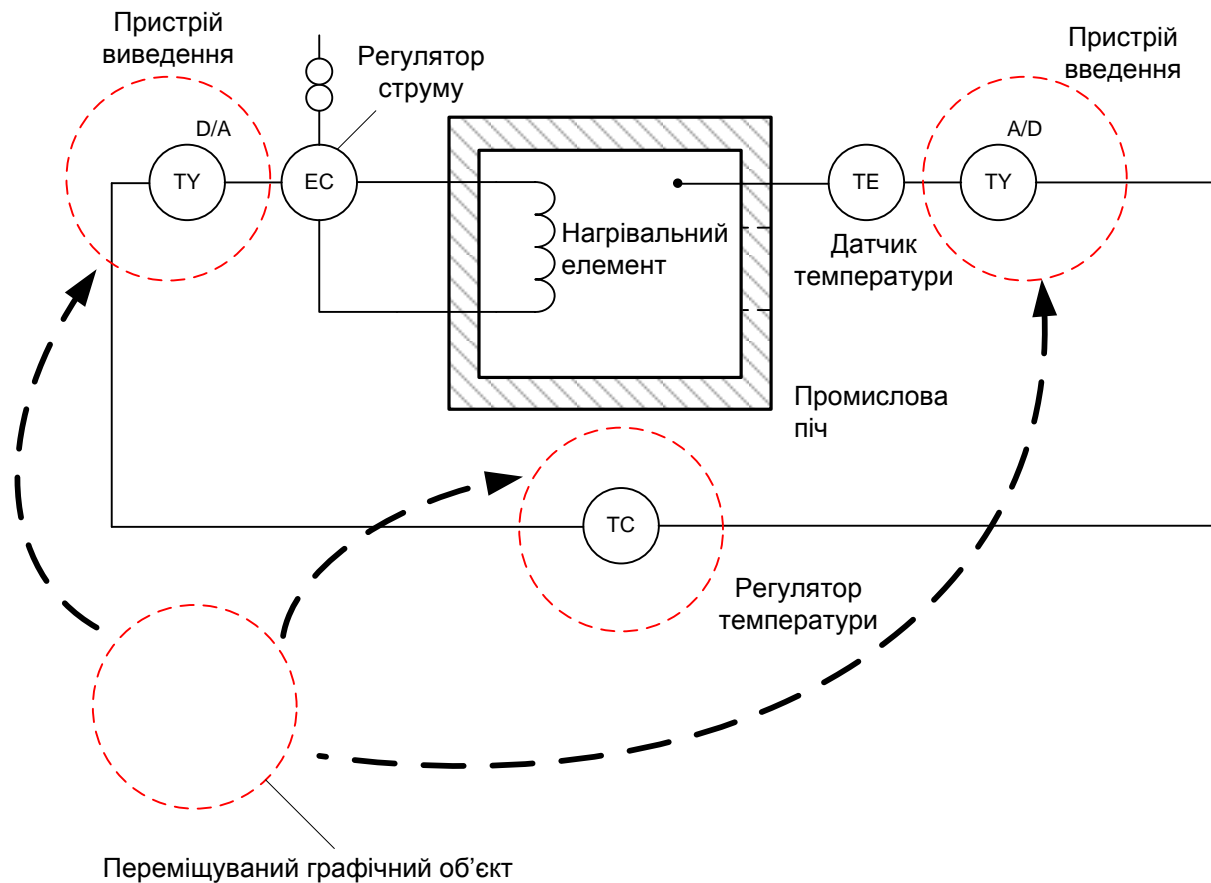 Пристрій
виведення
Регулятор
струму
Пристрій
введення
D/A
A/D
TY
EC
TE
TY
Нагрівальний
елемент
Датчик
температури
Промислова
піч
TC
Регулятор
температури
Переміщуваний графічний об’єкт